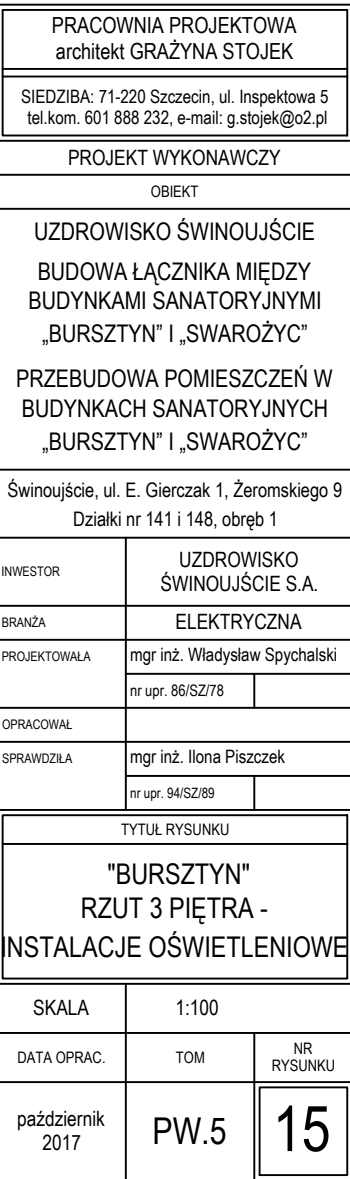 PRACOWNIA PROJEKTOWA
architekt GRAŻYNA STOJEK
SIEDZIBA: 71-220 Szczecin, ul. Inspektowa 5
tel.kom. 601 888 232, e-mail: g.stojek@o2.pl
PROJEKT WYKONAWCZY
OBIEKT
UZDROWISKO ŚWINOUJŚCIE
BUDOWA ŁĄCZNIKA MIĘDZY
BUDYNKAMI SANATORYJNYMI
„BURSZTYN” I „SWAROŻYC”
PRZEBUDOWA POMIESZCZEŃ W
BUDYNKACH SANATORYJNYCH
„BURSZTYN” I „SWAROŻYC”
Świnoujście, ul. E. Gierczak 1, Żeromskiego 9
Działki nr 141 i 148, obręb 1
INWESTOR
UZDROWISKO
ŚWINOUJŚCIE S.A.
BRANŻA
ELEKTRYCZNA
PROJEKTOWAŁA
mgr inż. Władysław Spychalski
nr upr. 86/SZ/78
OPRACOWAŁ
SPRAWDZIŁA
mgr inż. Ilona Piszczek
nr upr. 94/SZ/89
TYTUŁ RYSUNKU
"BURSZTYN"
RZUT 3 PIĘTRA -
INSTALACJE OŚWIETLENIOWE
SKALA
1:100
DATA OPRAC.
TOM
NR
RYSUNKU
październik
2017
PW.5
15